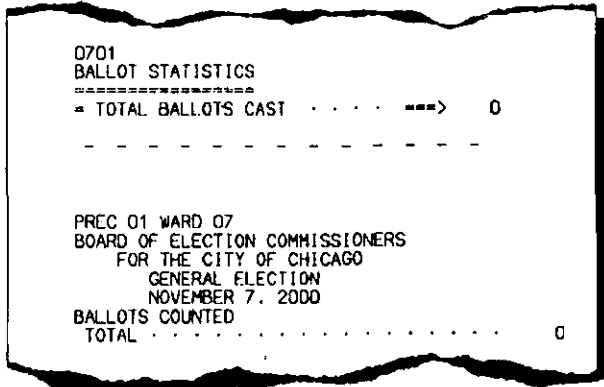 0701
BALLOT STATISTICS
==================
= TOTAL BALLOTS CAST · · · · ===> 0
- - - - - - - - - - - - - -
PREC 01 WARD 07
BOARD OF ELECTION COMMISSIONERS
FOR THE CITY OF CHICAGO
GENERAL ELECTION
NOVEMBER 7. 2000
BALLOTS COUNTED
TOTAL · · · · · · · · · · · · · · · · · · 0